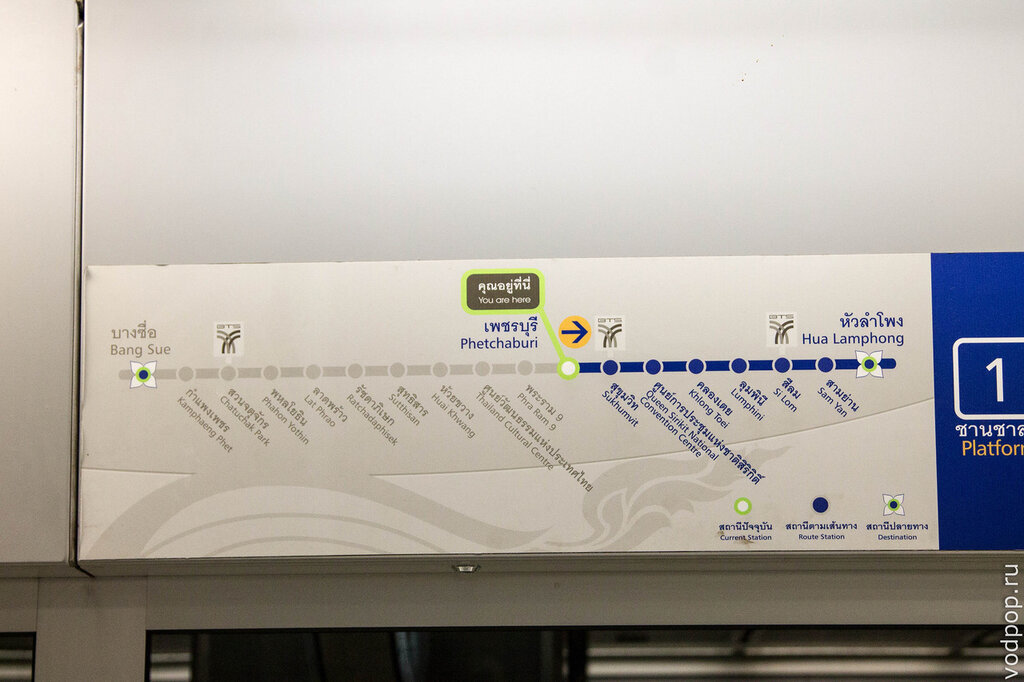 คุณอยู่ที่นี่
You are here
บางซื่อ
Bang Sue
BTS
เพชรบุรี
Phetchaburi
BTS
BTS
หัวลำโพง
Hua Lamphong
กำแพงเพชร
Kamphaeng Phet
สวนจตุจักร
Chatuchak Park
พหลโยธิน
Phahon Yothin
ลาดพร้าว
Lat Phrao
รัชดาภิเษก
Ratchadaphisek
สุทธิสาร
Sutthisan
ห้วยขวาง
Huai Khwang
ศูนย์วัฒนธรรมแห่งประเทศไทย
Thailand Cultural Centre
พระราม 9
Phra Ram 9
สุขุมวิท
Sukhumvit
ศูนย์การประชุมแห่งชาติสิริกิติ์
Queen Sirikit National
Convention Centre
คลองเตย
Khlong Toei
ลุมพินี
Lumphini
สีลม
Si Lom
สามย่าน
Sam Yan
สถานีปัจจุบัน
Current Station
สถานีตามเส้นทาง
Route Station
สถานีปลายทาง
Destination
1
ชานชาล
Platform
vodpop.ru